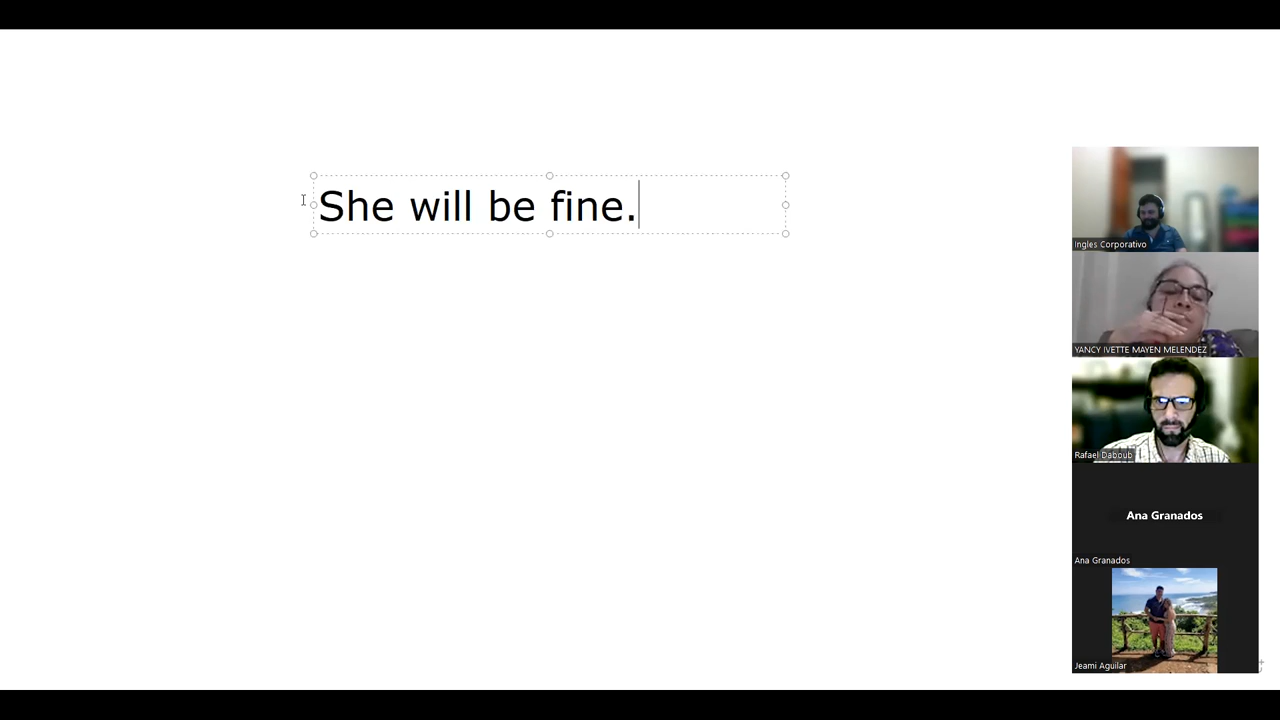 She will be fine.
Ingles Corporativo
YANCY IVETTE MAYEN MELENDEZ
Rafael Daboub
Ana Granados
Ana Granados
Jeami Aguilar